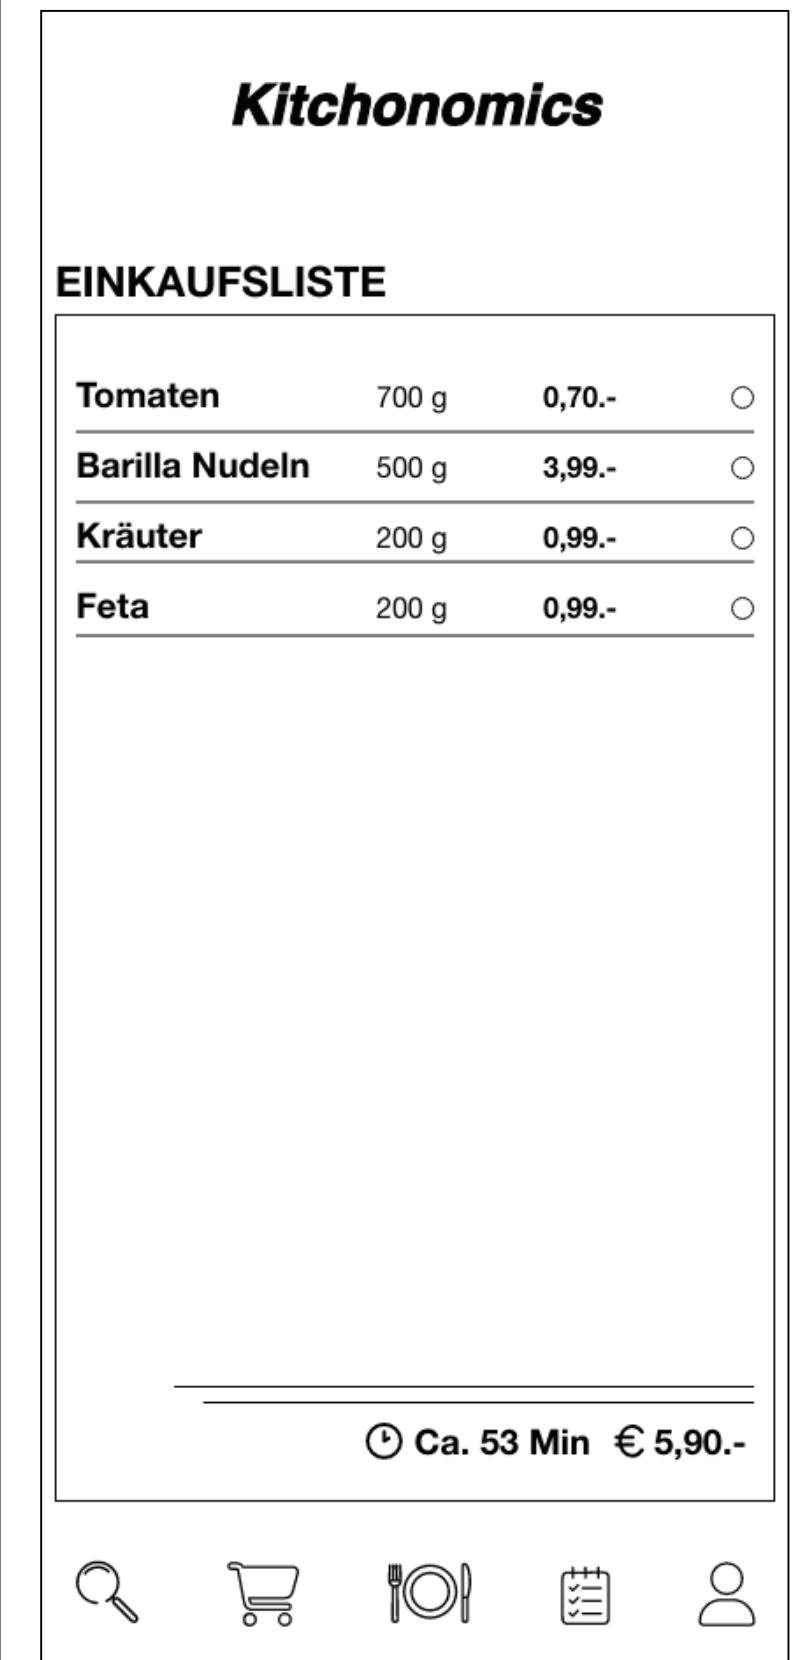 Kitchonomics
EINKAUFSLISTE
Tomaten 700 g 0,70.-
Barilla Nudeln 500 g 3,99.-
Kräuter 200 g 0,99.-
Feta 200 g 0,99.-
Ca. 53 Min € 5,90.-